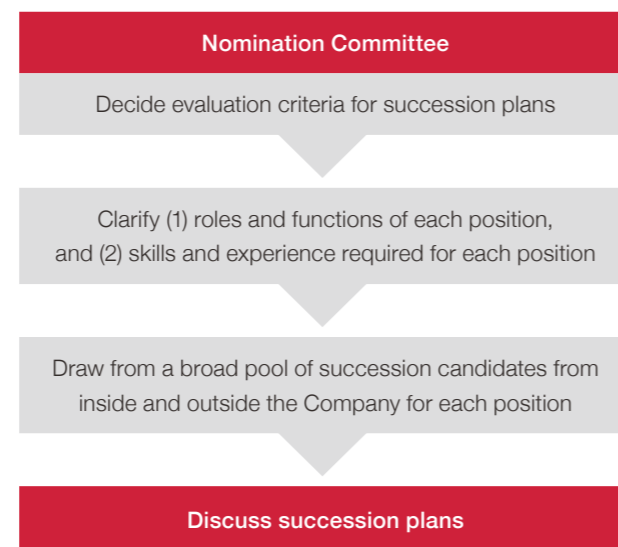 Nomination Committee
Decide evaluation criteria for succession plans
Clarify (1) roles and functions of each position,
and (2) skills and experience required for each position
Draw from a broad pool of succession candidates from
inside and outside the Company for each position
Discuss succession plans